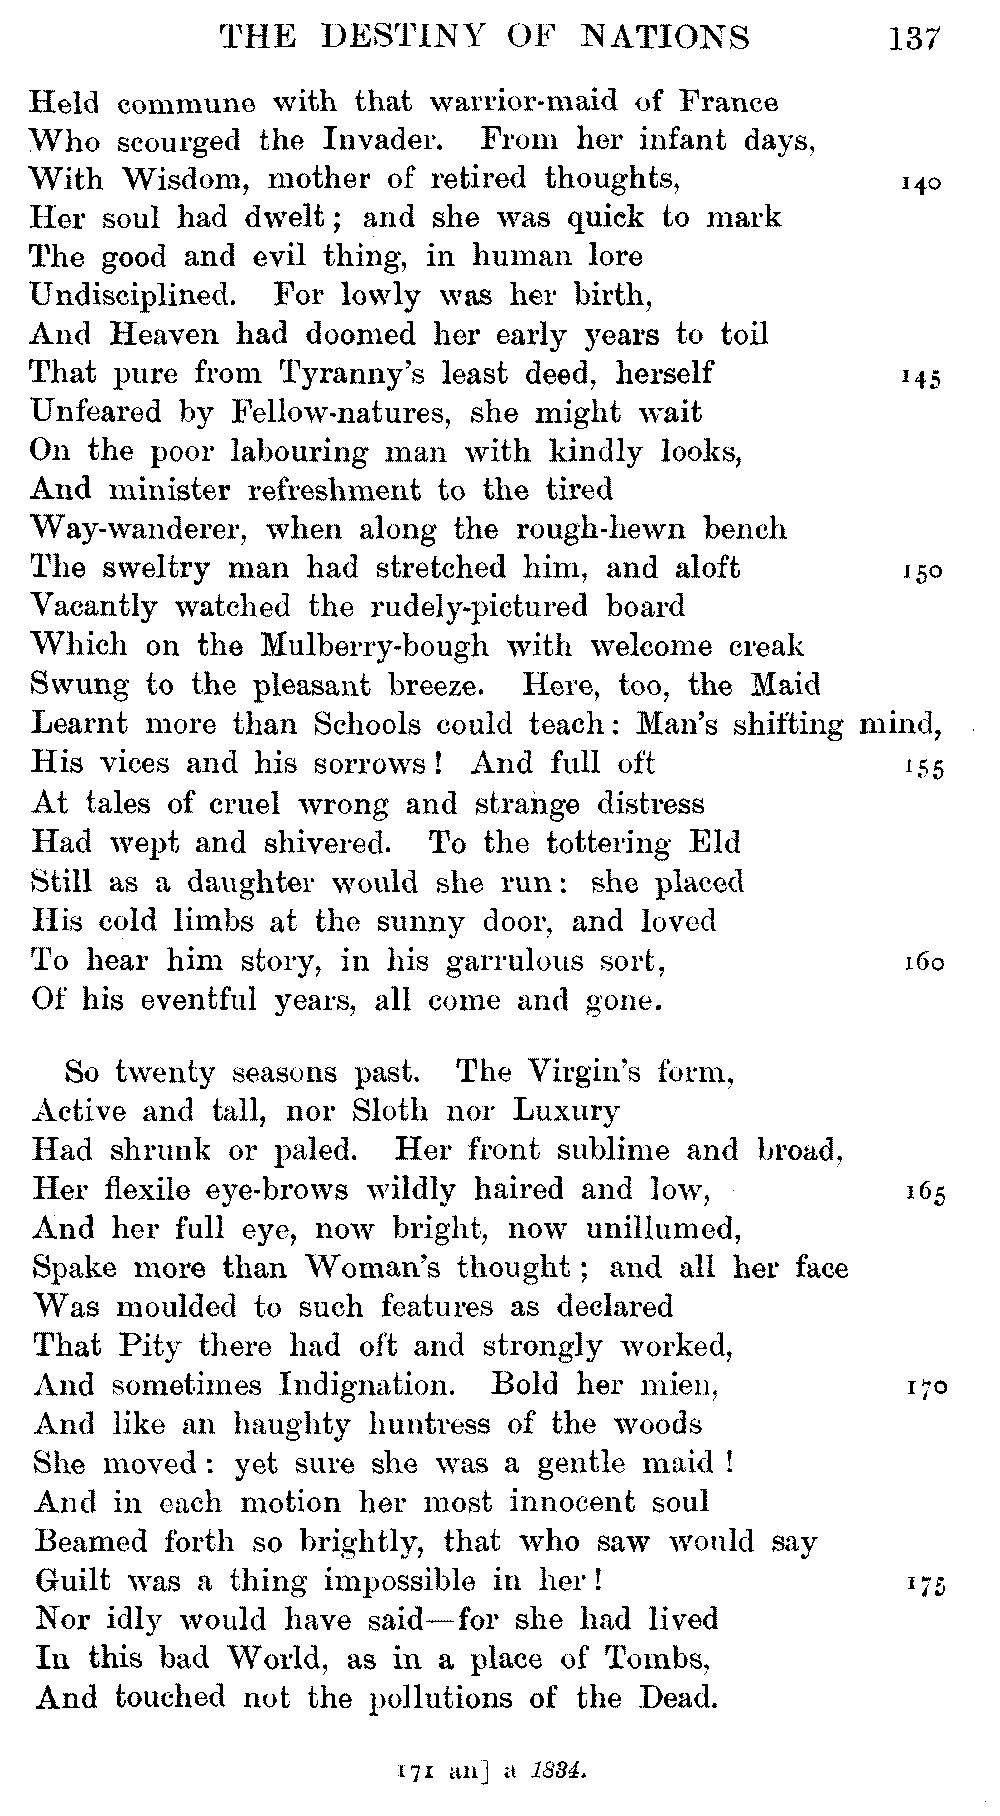 THE DESTINY OF NATIONS 137
Held commune with that warrior-maid of France
Who scourged the Invader. From her infant days,
With Wisdom, mother of retired thoughts, 140
Her soul had dwelt; and she was quick to mark
The good and evil thing, in human lore
Undisciplined. For lowly was her birth,
And Heaven had doomed her early years to toil
That pure from Tyranny's least deed, herself 145
Unfeared by Fellow-natures, she might wait
On the poor labouring man with kindly looks,
And minister refreshment to the tired
Way-wanderer, when along the rough-hewn bench
The sweltry man had stretched him, and aloft 150
Vacantly watched the rudely-pictured board
Which on the Mulberry-bough with welcome creak
Swung to the pleasant breeze. Here, too, the Maid
Learnt more than Schools could teach: Man's shifting mind,
His vices and his sorrows! And full oft 155
At tales of cruel wrong and strange distress
Had wept and shivered. To the tottering Eld
Still as a daughter would she run: she placed
His cold limbs at the sunny door, and loved
To hear him story, in his garrulous sort, 160
Of his eventful years, all come and gone.
So twenty seasons past. The Virgin's form,
Active and tall, nor Sloth nor Luxury
Had shrunk or paled. Her front sublime and broad,
Her flexile eye-brows wildly haired and low, 165
And her full eye, now bright, now unillumed,
Spake more than Woman's thought; and all her face
Was moulded to such features as declared
That Pity there had oft and strongly worked,
And sometimes Indignation. Bold her mien, 170
And like an haughty huntress of the woods
She moved: yet sure she was a gentle maid!
And in each motion her most innocent soul
Beamed forth so brightly, that who saw would say
Guilt was a thing impossible in her! 175
Nor idly would have said—for she had lived
In this bad World, as in a place of Tombs,
And touched not the pollutions of the Dead.
171 an] a 1834.